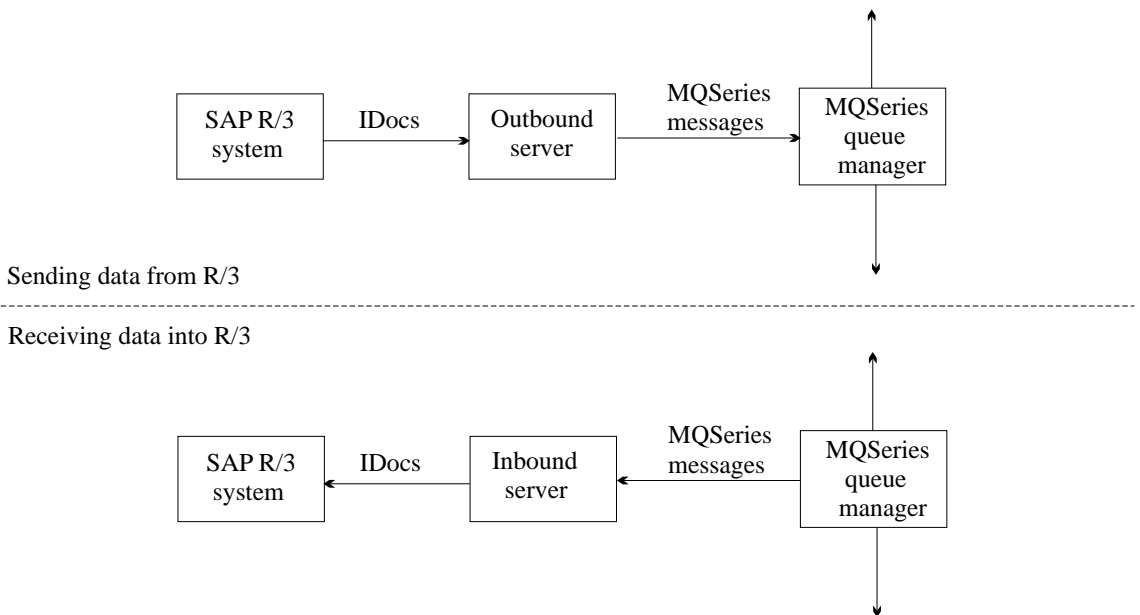 SAP R/3
system
IDocs
Outbound
server
MQSeries
messages
MQSeries
queue
manager
Sending data from R/3
Receiving data into R/3
SAP R/3
system
IDocs
Inbound
server
MQSeries
messages
MQSeries
queue
manager